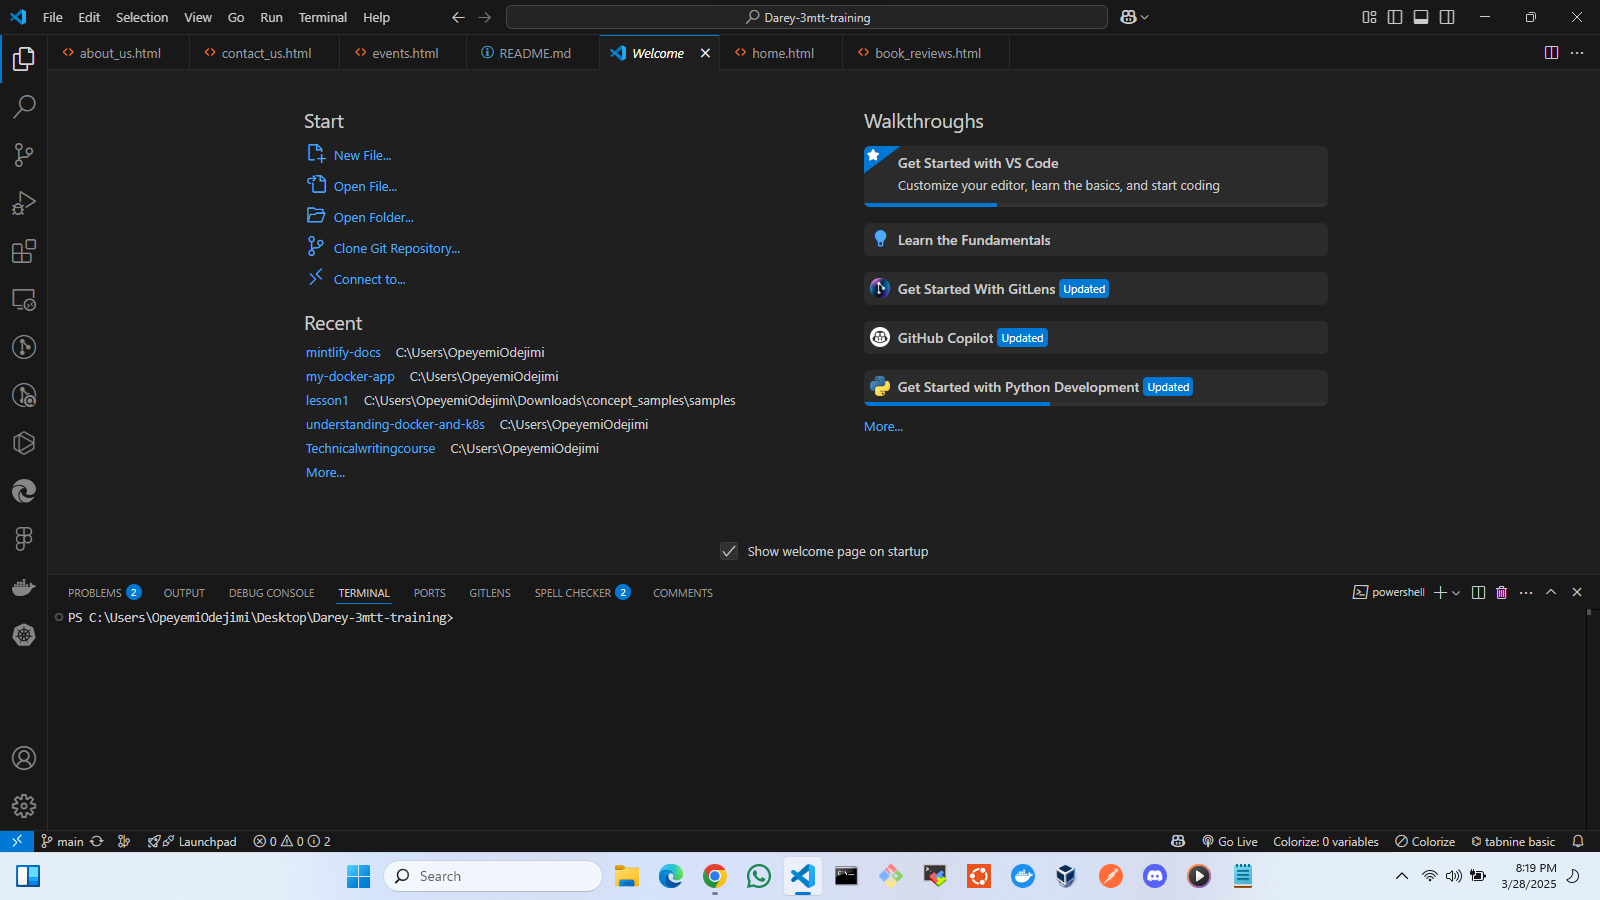 File Edit Selection View Go Run Terminal Help
Darey-3mtt-training
about_us.html contact_us.html events.html README.md Welcome home.html book_reviews.html
Start
New File...
Open File...
Open Folder...
Clone Git Repository...
Connect to...
Recent
mintlify-docs C:\Users\OpeyemiOdejimi
my-docker-app C:\Users\OpeyemiOdejimi
lesson1 C:\Users\OpeyemiOdejimi\Downloads\concept_samples\samples
understanding-docker-and-k8s C:\Users\OpeyemiOdejimi
Technicalwritingcourse C:\Users\OpeyemiOdejimi
More...
Walkthroughs
Get Started with VS Code
Customize your editor, learn the basics, and start coding
Learn the Fundamentals
Get Started With GitLens Updated
GitHub Copilot Updated
Get Started with Python Development Updated
More...
Show welcome page on startup
PROBLEMS 2 OUTPUT DEBUG CONSOLE TERMINAL PORTS GITLENS SPELL CHECKER 2 COMMENTS
powershell
PS C:\Users\OpeyemiOdejimi\Desktop\Darey-3mtt-training>
main Launchpad 0 0 2
Go Live Colorize: 0 variables Colorize tabnine basic
Search
8:19 PM
3/28/2025